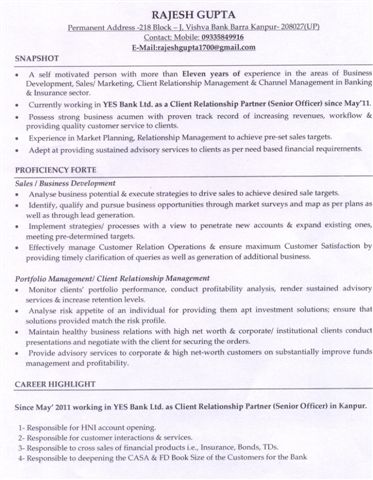 RAJESH GUPTA
Permanent Address -218 Block – J, Vishva Bank Barra Kanpur- 208027(UP)
Contact: Mobile: 09335849916
E-Mail:rajeshgupta1700@gmail.com
SNAPSHOT
• A self motivated person with more than Eleven years of experience in the areas of Business
Development, Sales/ Marketing, Client Relationship Management & Channel Management in Banking
& Insurance sector.
• Currently working in YES Bank Ltd. as a Client Relationship Partner (Senior Officer) since May'11.
• Possess strong business acumen with proven track record of increasing revenues, workflow &
providing quality customer service to clients.
• Experience in Market Planning, Relationship Management to achieve pre-set sales targets.
• Adept at providing sustained advisory services to clients as per need based financial requirements.
PROFICIENCY FORTE
Sales / Business Development
• Analyse business potential & execute strategies to drive sales to achieve desired sale targets.
• Identify, qualify and pursue business opportunities through market surveys and map as per plans as
well as through lead generation.
• Implement strategies/ processes with a view to penetrate new accounts & expand existing ones,
meeting pre-determined targets.
• Effectively manage Customer Relation Operations & ensure maximum Customer Satisfaction by
providing timely clarification of queries as well as generating additional business.
Portfolio Management/ Client Relationship Management
• Monitor clients' portfolio performance, conduct profitability analysis, render sustained advisory
services & increase retention levels.
• Analyse risk appetite of an individual for providing them apt investment solutions; ensure that
solutions provided match the risk profile.
• Maintain healthy business relations with high net worth & corporate/ institutional clients conduct
presentations and negotiate with the client for securing the orders.
• Provide advisory services to corporate & high net-worth customers on substantially improve funds
management and profitability.
CAREER HIGHLIGHT
Since May' 2011 working in YES Bank Ltd. as Client Relationship Partner (Senior Officer) in Kanpur.
1- Responsible for HNI account opening.
2- Responsible for customer interactions & services.
3- Responsible to cross sales of financial products i.e., Insurance, Bonds, TDs.
4- Responsible to deepening the CASA & FD Book Size of the Customers for the Bank